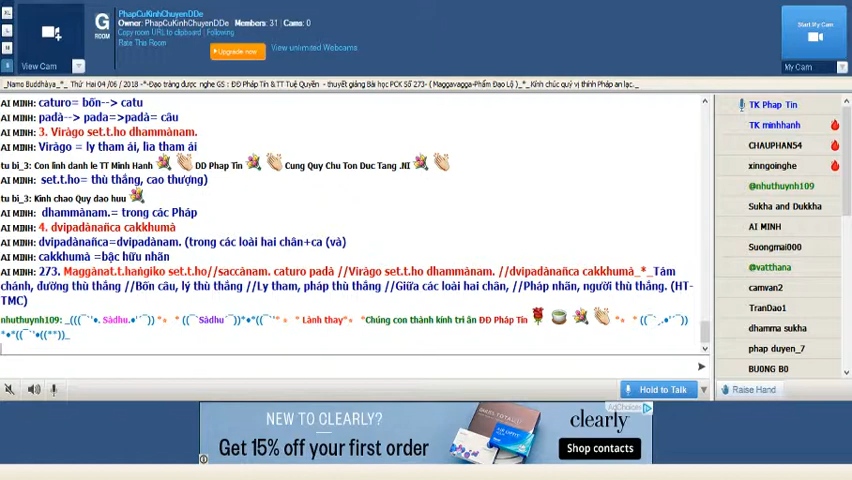 PhapCuKinhChuyenDDe
Owner: PhapCuKinhChuyenDDe Members: 31 | Cams: 0
Copy room URL to clipboard | Following
Rate This Room
G
ROOM
Upgrade now
View unlimited Webcams
View Cam
Start My Cam
My Cam
_Namo Buddhàya_*_ Thứ Hai 04 /06 / 2018 -*-Đạo tràng được nghe GS : ĐĐ Pháp Tín & TT Tuệ Quyền - thuyết giảng Bài học PCK Số 273- ( Maggavagga-Phẩm Đạo Lộ )_*_Kính chúc quý vị thính Pháp an lạc._
AI MINH: caturo= bốn--> catu
AI MINH: padà--> pada=>padà= câu
AI MINH: 3. Viràgo set.t.ho dhammànam.
AI MINH: Viràgo = ly tham ái, lìa tham ái
tu bi_3: Con lình danh le TT Minh Hanh DD Phap Tin Cung Quy Chu Ton Duc Tang .NI
AI MINH: set.t.ho= thù thắng, cao thượng)
tu bi_3: Kinh chao Quy dao huu
AI MINH: dhammànam.= trong các Pháp
AI MINH: 4. dvipadànañca cakkhumà
AI MINH: dvipadànañca=dvipadànam. (trong các loài hai chân+ca (và)
AI MINH: cakkhumà =bậc hữu nhãn
AI MINH: 273. Maggànat.t.hangiko set.t.ho//saccànam. caturo padà //Viràgo set.t.ho dhammànam. //dvipadànañca cakkhumà_*_Tám
chánh, đường thù thắng //Bốn câu, lý thù thắng //Ly tham, pháp thù thắng //Giữa các loài hai chân, //Pháp nhãn, người thù thắng. (HT-
TMC)
nhuthuynh109: _(((¯`'•. Sàdhu.•'´¯)) *• * ((¯`Sàdhu´¯))*•*((¯`'*• * Lành thay*• *Chúng con thành kính tri ân ĐĐ Pháp Tín *• * ((¯`¸.•'´¯))
*•*((¯`'•((**))_
TK Phap Tin
TK minhhanh
CHAUPHAN54
xinngoinghe
@nhuthuynh109
Sukha and Dukkha
AI MINH
Suongmai000
@vatthana
camvan2
TranDao1
dhamma sukha
phap duyen_7
BUONG BO
Hold to Talk
Raise Hand
AdChoices
NEW TO CLEARLY?
Get 15% off your first order
clearly
Shop contacts